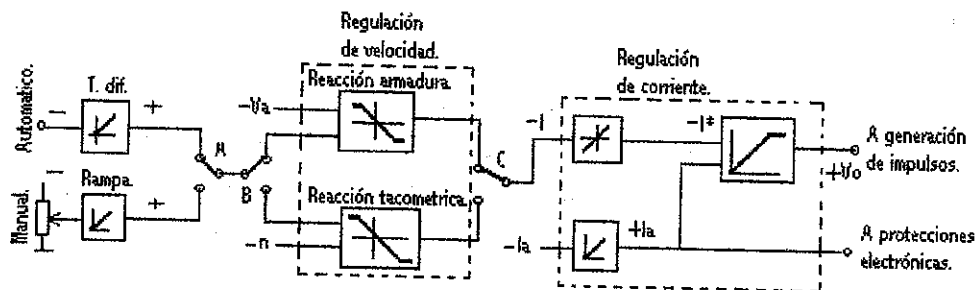 Regulación
de velocidad.
Regulación
de corriente.
Automático.
T. dif.
−
+
A
B
Reacción armadura.
−Va
C
−I
−I*
A generación
de impulsos.
+Vo
Manual.
−
Rampa.
+
Reacción tacometrica.
−n
−Ia
+Ia
A protecciones
electrónicas.